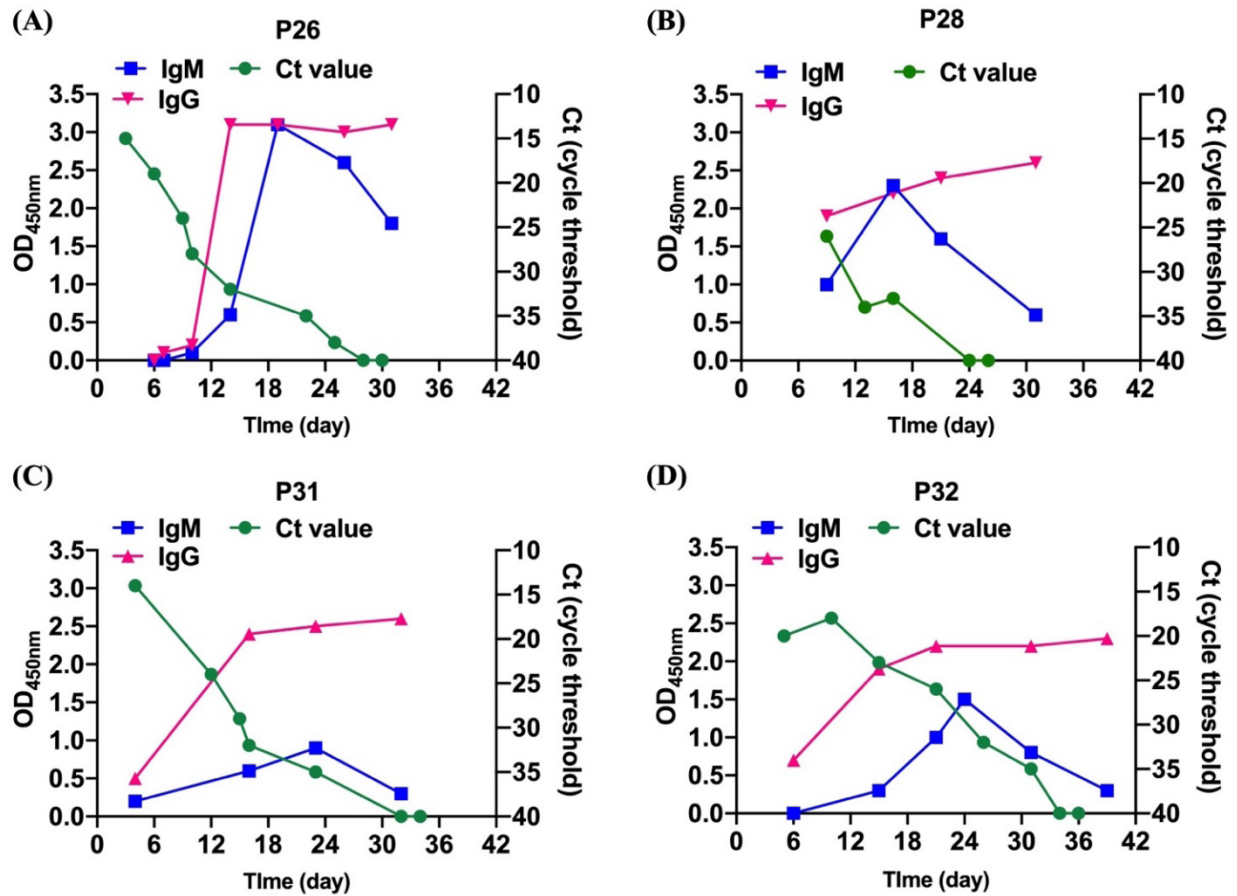 (A)
P26
IgM
Ct value
IgG
3.5
3.0
2.5
2.0
1.5
1.0
0.5
0.0
OD450nm
10
15
20
25
30
35
40
Ct (cycle threshold)
0 6 12 18 24 30 36 42
TIme (day)
(B)
P28
IgM
Ct value
IgG
3.5
3.0
2.5
2.0
1.5
1.0
0.5
0.0
OD450nm
10
15
20
25
30
35
40
Ct (cycle threshold)
0 6 12 18 24 30 36 42
TIme (day)
(C)
P31
IgM
Ct value
IgG
3.5
3.0
2.5
2.0
1.5
1.0
0.5
0.0
OD450nm
10
15
20
25
30
35
40
Ct (cycle threshold)
0 6 12 18 24 30 36 42
TIme (day)
(D)
P32
IgM
Ct value
IgG
3.5
3.0
2.5
2.0
1.5
1.0
0.5
0.0
OD450nm
10
15
20
25
30
35
40
Ct (cycle threshold)
0 6 12 18 24 30 36 42
TIme (day)